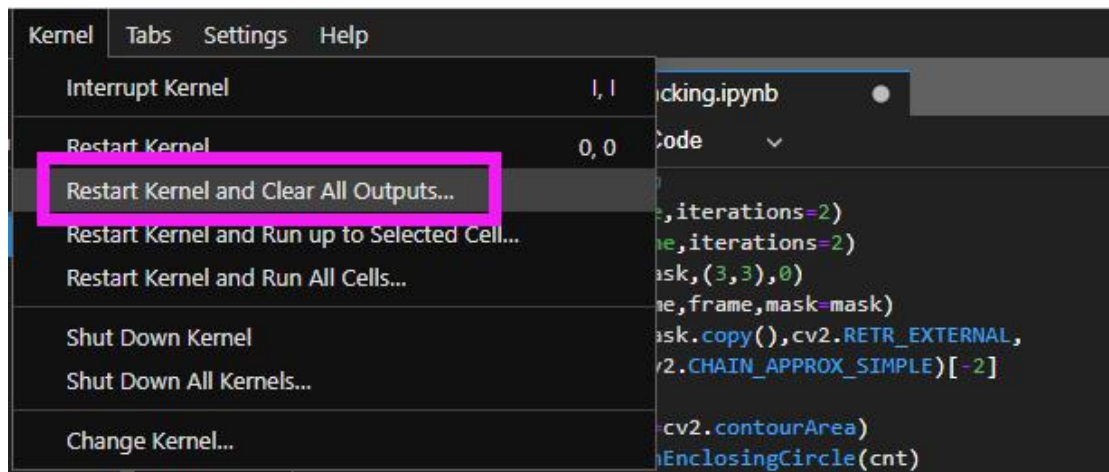 Kernel Tabs Settings Help
Interrupt Kernel I, I
Restart Kernel 0, 0
Restart Kernel and Clear All Outputs...
Restart Kernel and Run up to Selected Cell...
Restart Kernel and Run All Cells...
Shut Down Kernel
Shut Down All Kernels...
Change Kernel...
cking.ipynb
Code
,iterations=2)
e,iterations=2)
ask,(3,3),0)
e,frame,mask=mask)
ask.copy(),cv2.RETR_EXTERNAL,
v2.CHAIN_APPROX_SIMPLE)[-2]
=cv2.contourArea)
nEnclosingCircle(cnt)